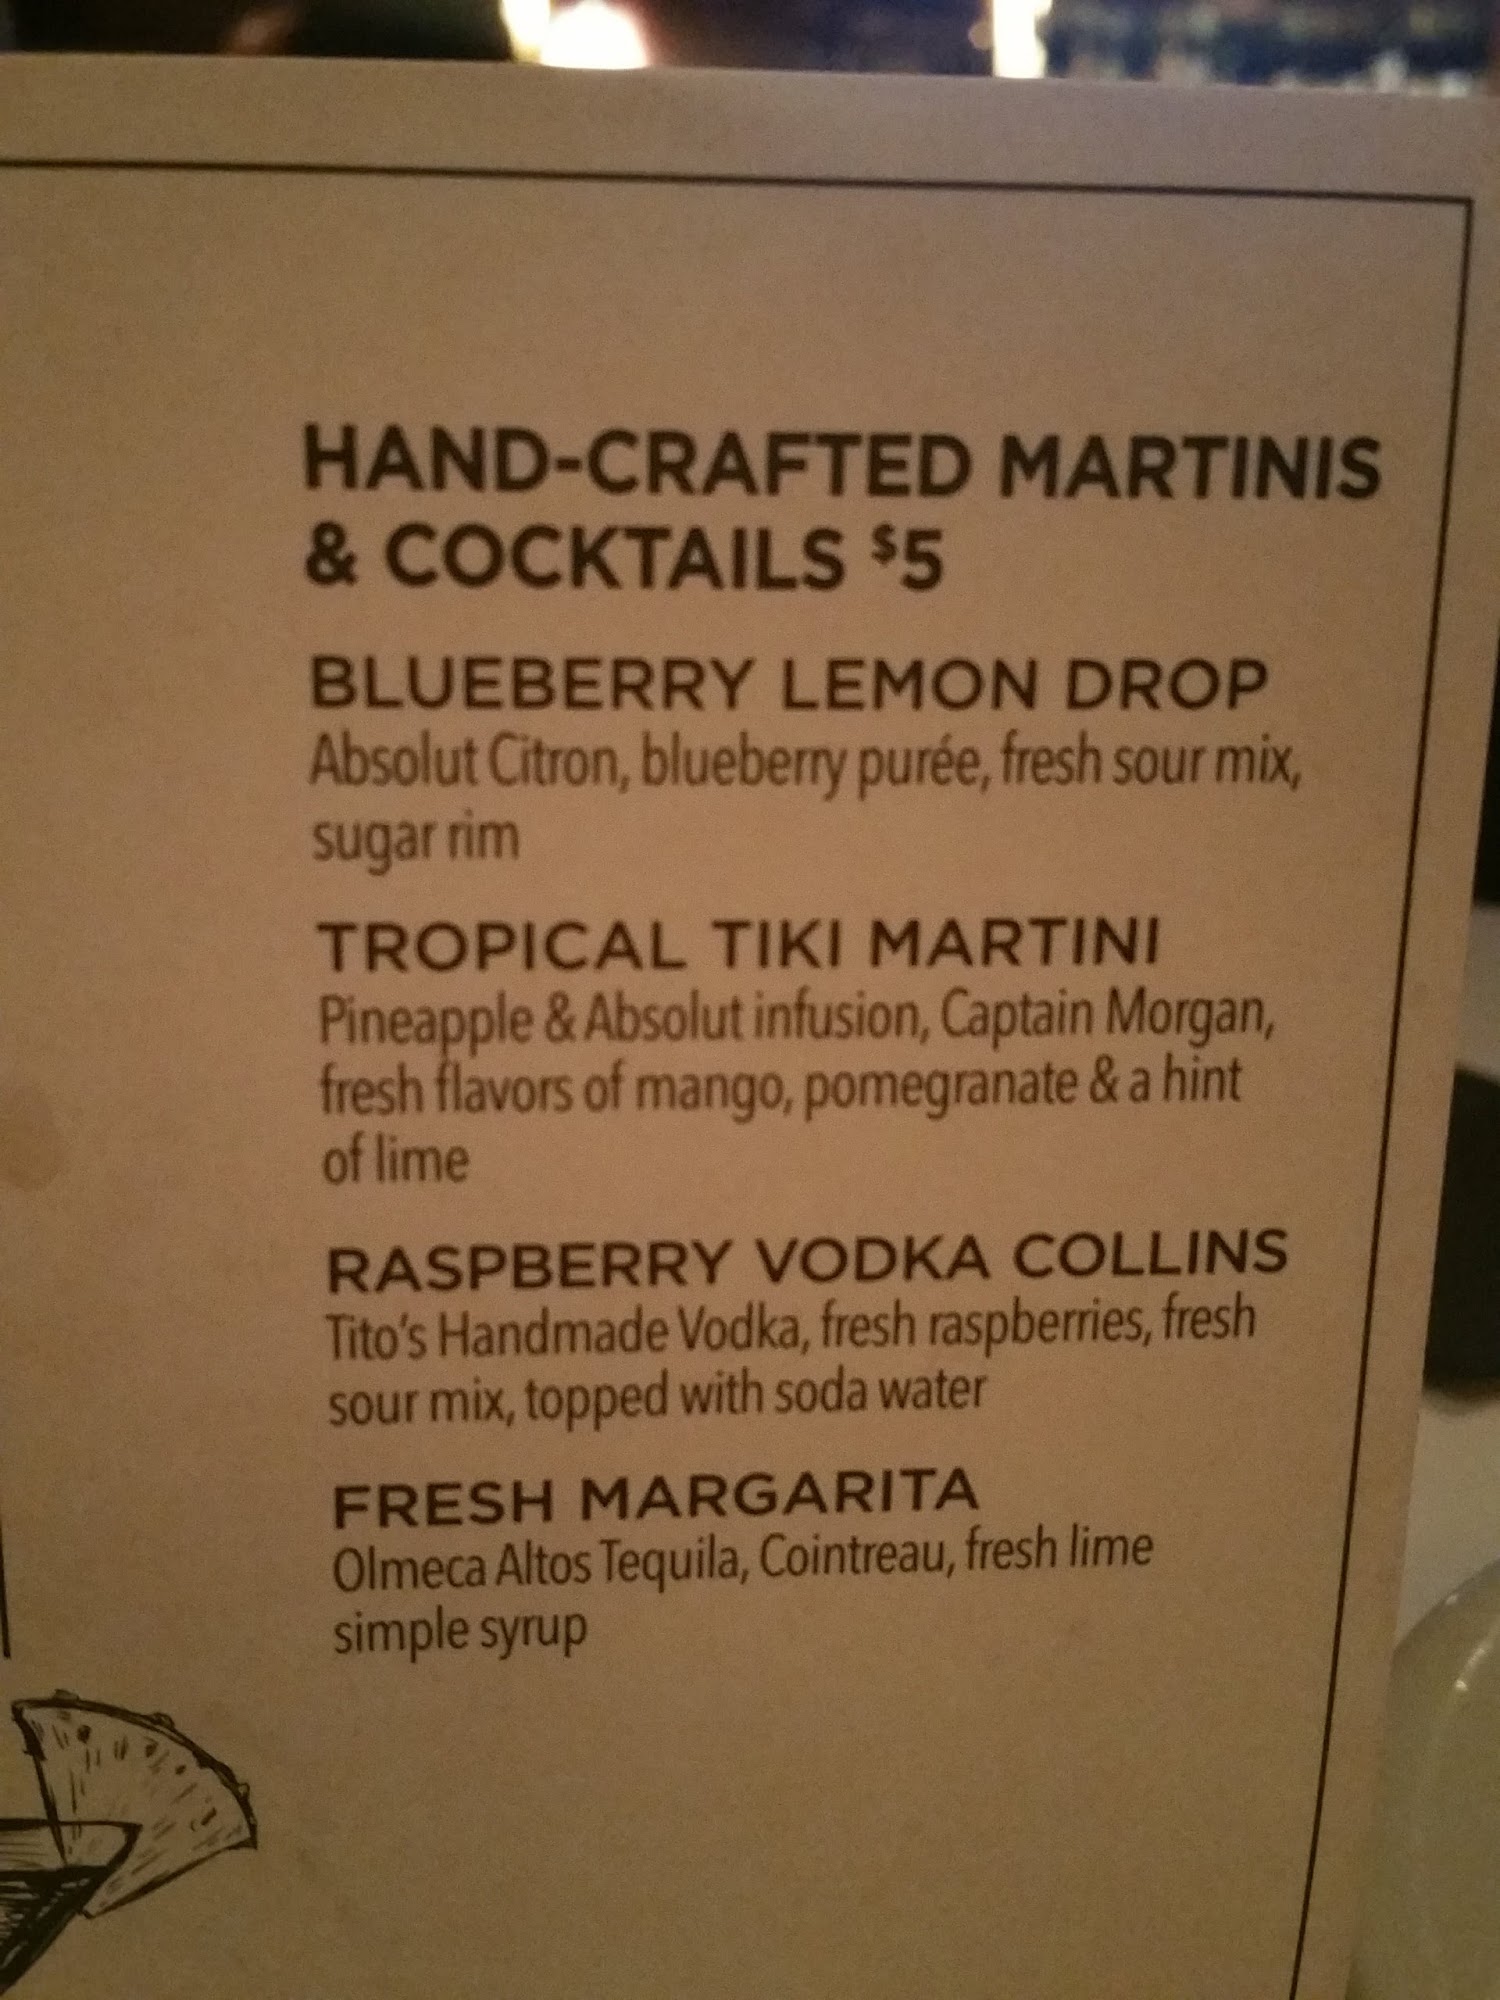 HAND-CRAFTED MARTINIS
& COCKTAILS $5
BLUEBERRY LEMON DROP
Absolut Citron, blueberry purée, fresh sour mix,
sugar rim
TROPICAL TIKI MARTINI
Pineapple & Absolut infusion, Captain Morgan,
fresh flavors of mango, pomegranate & a hint
of lime
RASPBERRY VODKA COLLINS
Tito's Handmade Vodka, fresh raspberries, fresh
sour mix, topped with soda water
FRESH MARGARITA
Olmeca Altos Tequila, Cointreau, fresh lime
simple syrup